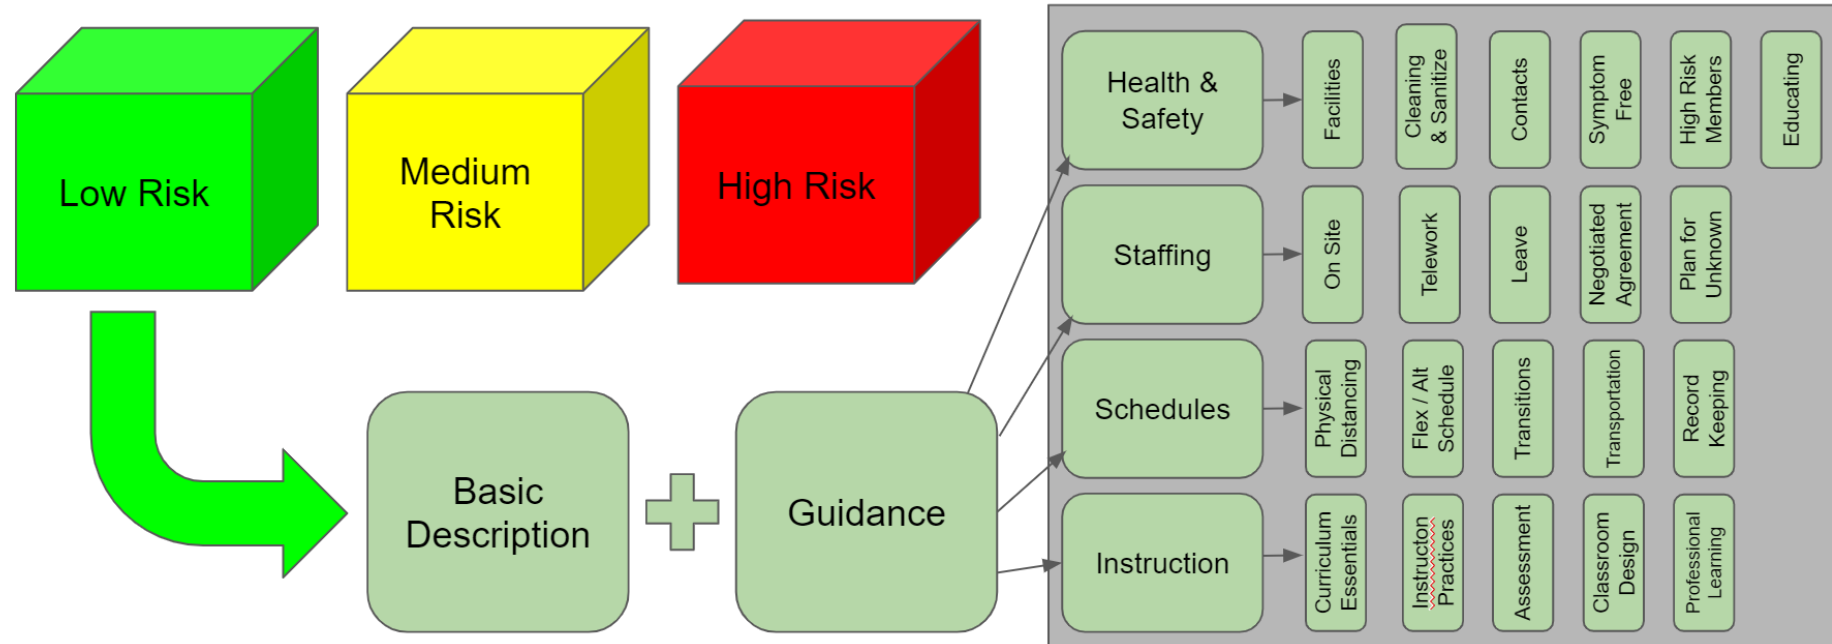 Low Risk
Medium
Risk
High Risk
Basic
Description
Guidance
Health &
Safety
Facilities
Cleaning
& Sanitize
Contacts
Symptom
Free
High Risk
Members
Educating
Staffing
On Site
Telework
Leave
Negotiated
Agreement
Plan for
Unknown
Schedules
Physical
Distancing
Flex / Alt
Schedule
Transitions
Transportation
Record
Keeping
Instruction
Curriculum
Essentials
Instructon
Practices
Assessment
Classroom
Design
Professional
Learning